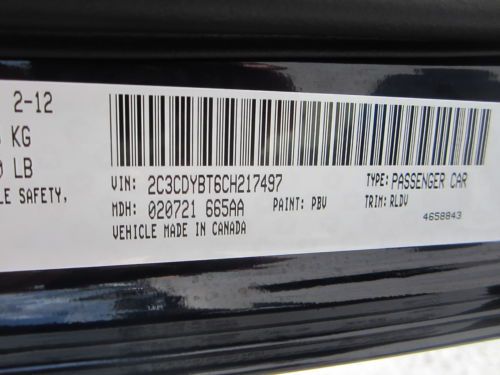 2-12
KG
LB
LE SAFETY,
VIN: 2C3CDYBT6CH217497
TYPE: PASSENGER CAR
MDH: 020721 665AA
PAINT: PBV
TRIM: RLDV
VEHICLE MADE IN CANADA
4658843